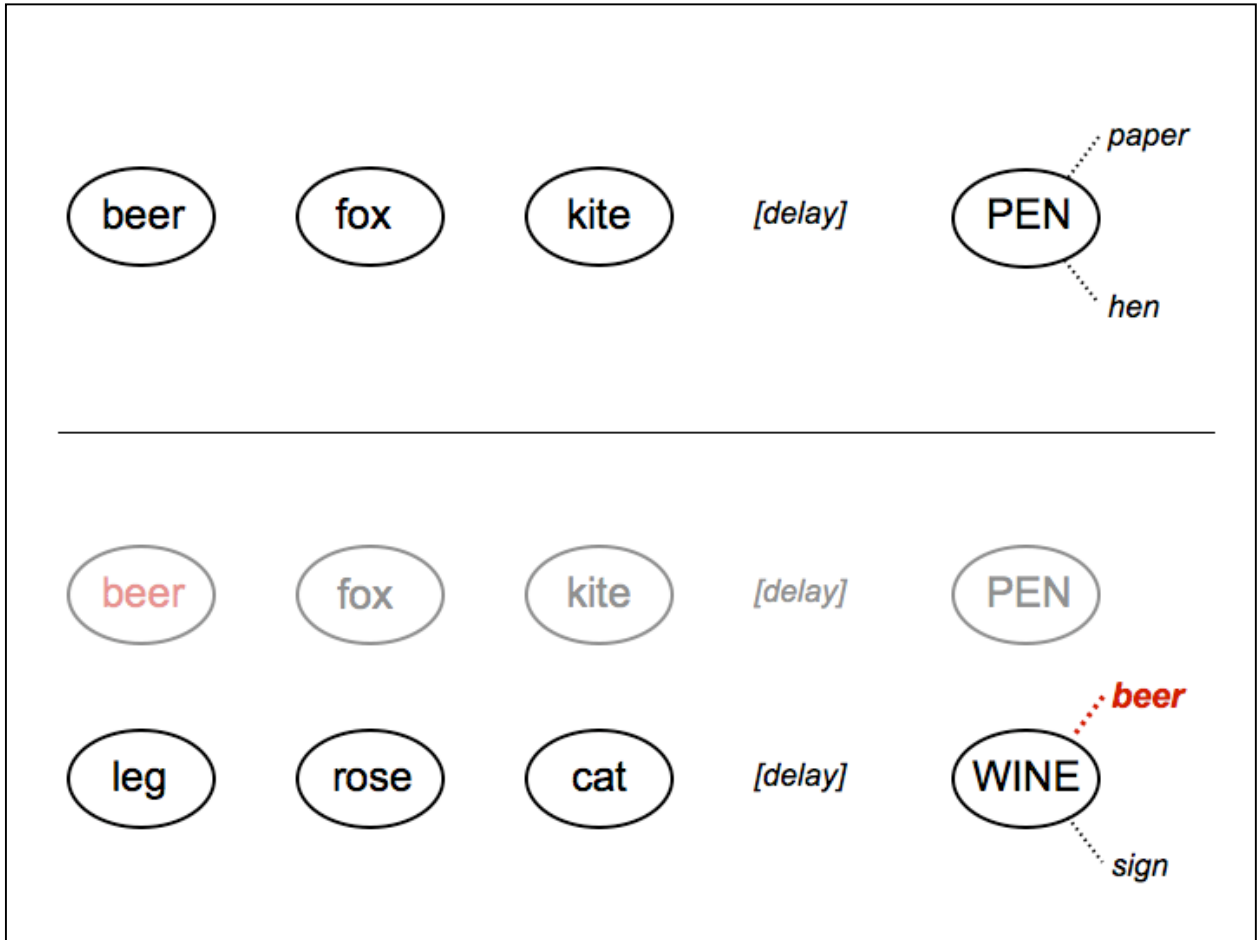 paper
beer fox kite [delay] PEN
hen
beer fox kite [delay] PEN
beer
leg rose cat [delay] WINE
sign